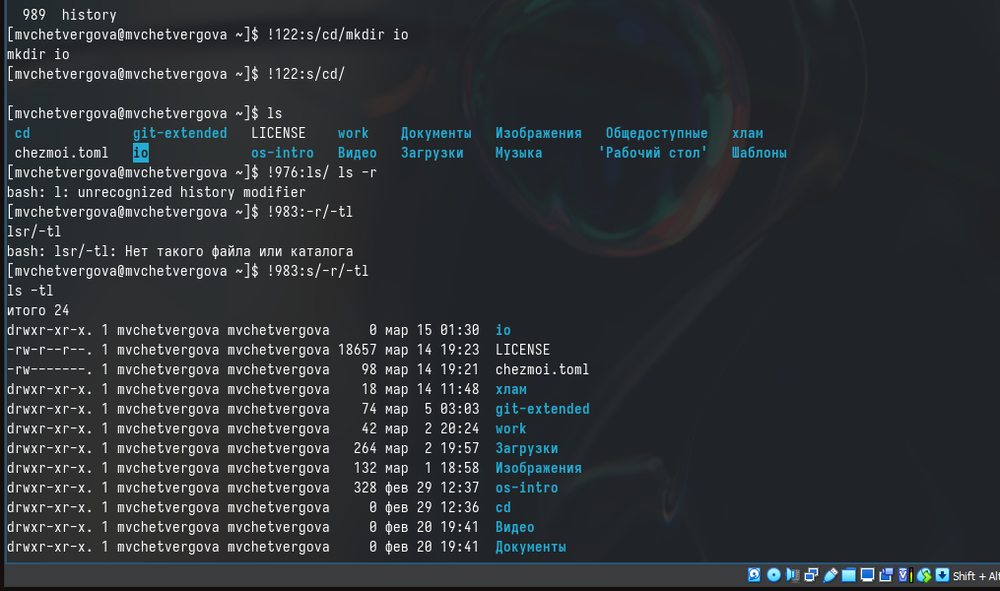 989  history
[mvchetvergova@mvchetvergova ~]$ !122:s/cd/mkdir io
mkdir io
[mvchetvergova@mvchetvergova ~]$ !122:s/cd/
[mvchetvergova@mvchetvergova ~]$ ls
cd             git-extended   LICENSE    work    Документы   Изображения   Общедоступные   хлам
chezmoi.toml   io             os-intro   Видео   Загрузки    Музыка       'Рабочий стол'   Шаблоны
[mvchetvergova@mvchetvergova ~]$ !976:ls/ ls -r
bash: l: unrecognized history modifier
[mvchetvergova@mvchetvergova ~]$ !983:-r/-tl
lsr/-tl
bash: lsr/-tl: Нет такого файла или каталога
[mvchetvergova@mvchetvergova ~]$ !983:s/-r/-tl
ls -tl
итого 24
drwxr-xr-x. 1 mvchetvergova mvchetvergova     0 мар 15 01:30  io
-rw-r--r--. 1 mvchetvergova mvchetvergova 18657 мар 14 19:23  LICENSE
-rw-------. 1 mvchetvergova mvchetvergova    98 мар 14 19:21  chezmoi.toml
drwxr-xr-x. 1 mvchetvergova mvchetvergova    18 мар 14 11:48  хлам
drwxr-xr-x. 1 mvchetvergova mvchetvergova    74 мар  5 03:03  git-extended
drwxr-xr-x. 1 mvchetvergova mvchetvergova    42 мар  2 20:24  work
drwxr-xr-x. 1 mvchetvergova mvchetvergova   264 мар  2 19:57  Загрузки
drwxr-xr-x. 1 mvchetvergova mvchetvergova   132 мар  1 18:58  Изображения
drwxr-xr-x. 1 mvchetvergova mvchetvergova   328 фев 29 12:37  os-intro
drwxr-xr-x. 1 mvchetvergova mvchetvergova     0 фев 29 12:36  cd
drwxr-xr-x. 1 mvchetvergova mvchetvergova     0 фев 20 19:41  Видео
drwxr-xr-x. 1 mvchetvergova mvchetvergova     0 фев 20 19:41  Документы
Shift + Alt